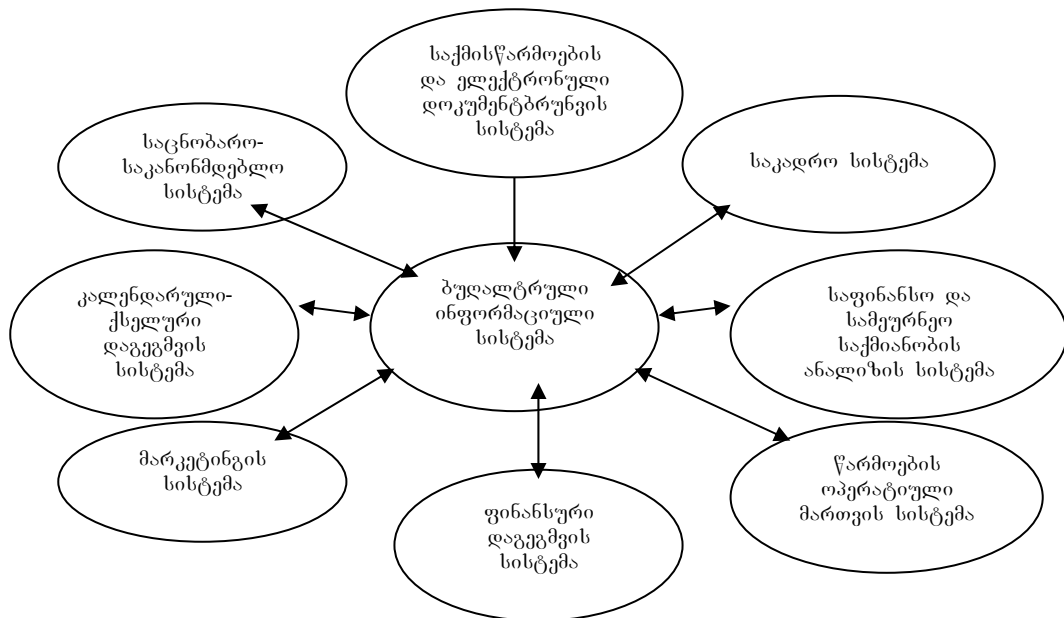 საქმისწარმოების
და ელექტრონული
დოკუმენტბრუნვის
სისტემა
საცნობარო-
საკანონმდებლო
სისტემა
საკადრო სისტემა
კალენდარული-
ქსელური
დაგეგმვის
სისტემა
ბუღალტრული
ინფორმაციული
სისტემა
საფინანსო და
სამეურნეო
საქმიანობის
ანალიზის სისტემა
მარკეტინგის
სისტემა
ფინანსური
დაგეგმვის
სისტემა
წარმოების
ოპერატიული
მართვის სისტემა